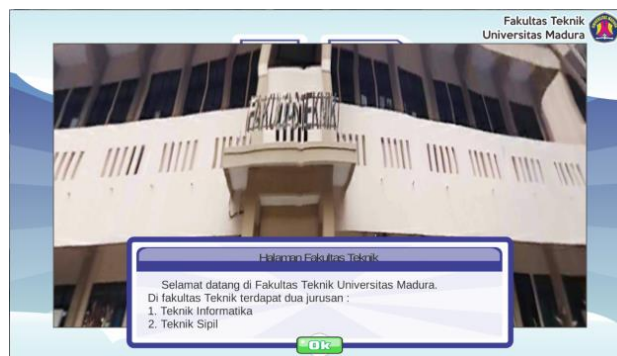 Fakultas Teknik
Universitas Madura
FAKULTAS TEKNIK
Halaman Fakultas Teknik
Selamat datang di Fakultas Teknik Universitas Madura.
Di fakultas Teknik terdapat dua jurusan :
1. Teknik Informatika
2. Teknik Sipil
Ok